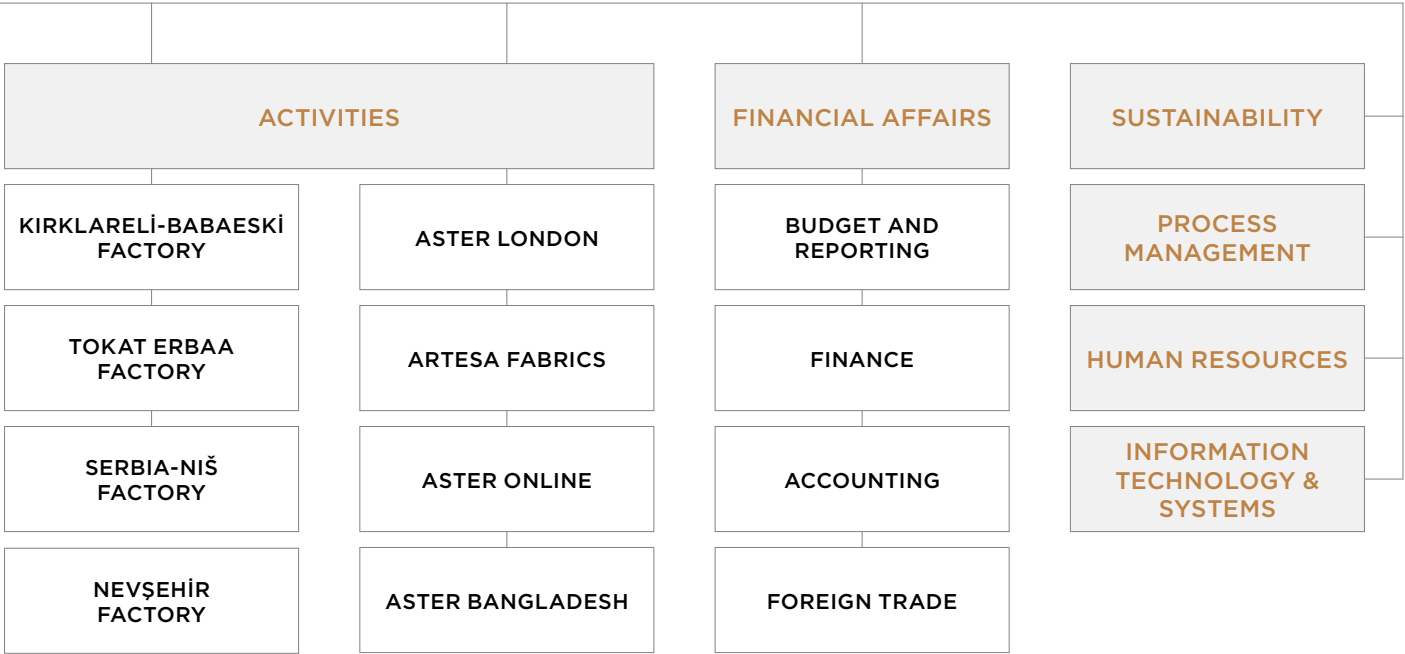 ACTIVITIES
KIRKLARELİ-BABAESKİ
FACTORY
TOKAT ERBAA
FACTORY
SERBIA-NIŠ
FACTORY
NEVŞEHİR
FACTORY
ASTER LONDON
ARTESA FABRICS
ASTER ONLINE
ASTER BANGLADESH
FINANCIAL AFFAIRS
BUDGET AND
REPORTING
FINANCE
ACCOUNTING
FOREIGN TRADE
SUSTAINABILITY
PROCESS
MANAGEMENT
HUMAN RESOURCES
INFORMATION
TECHNOLOGY &
SYSTEMS